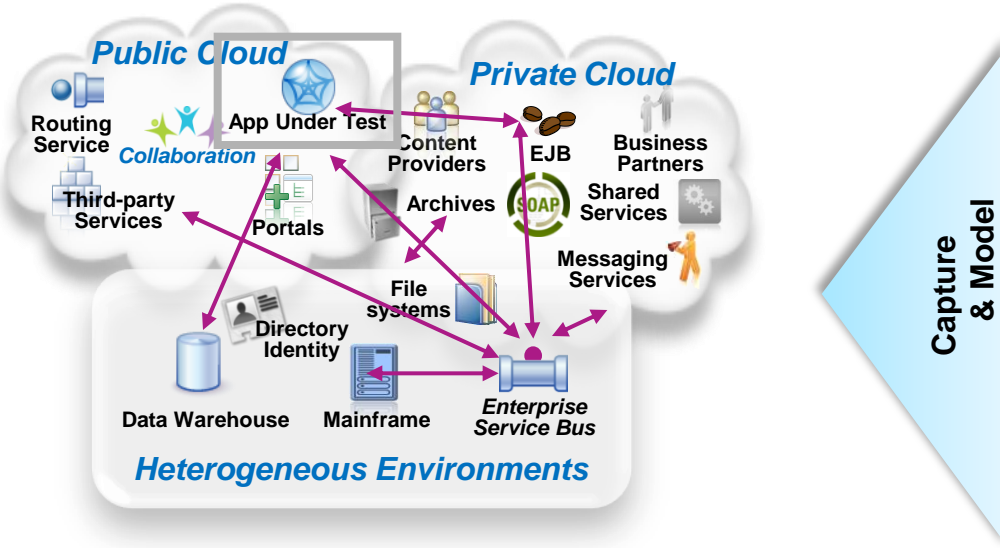 Public Cloud
Private Cloud
App Under Test
Routing
Service
Collaboration
Content
Providers
EJB
Business
Partners
Third-party
Services
Portals
Archives
SOAP
Shared
Services
Messaging
Services
File
systems
Directory
Identity
Data Warehouse
Mainframe
Enterprise
Service Bus
Heterogeneous Environments
Capture
& Model